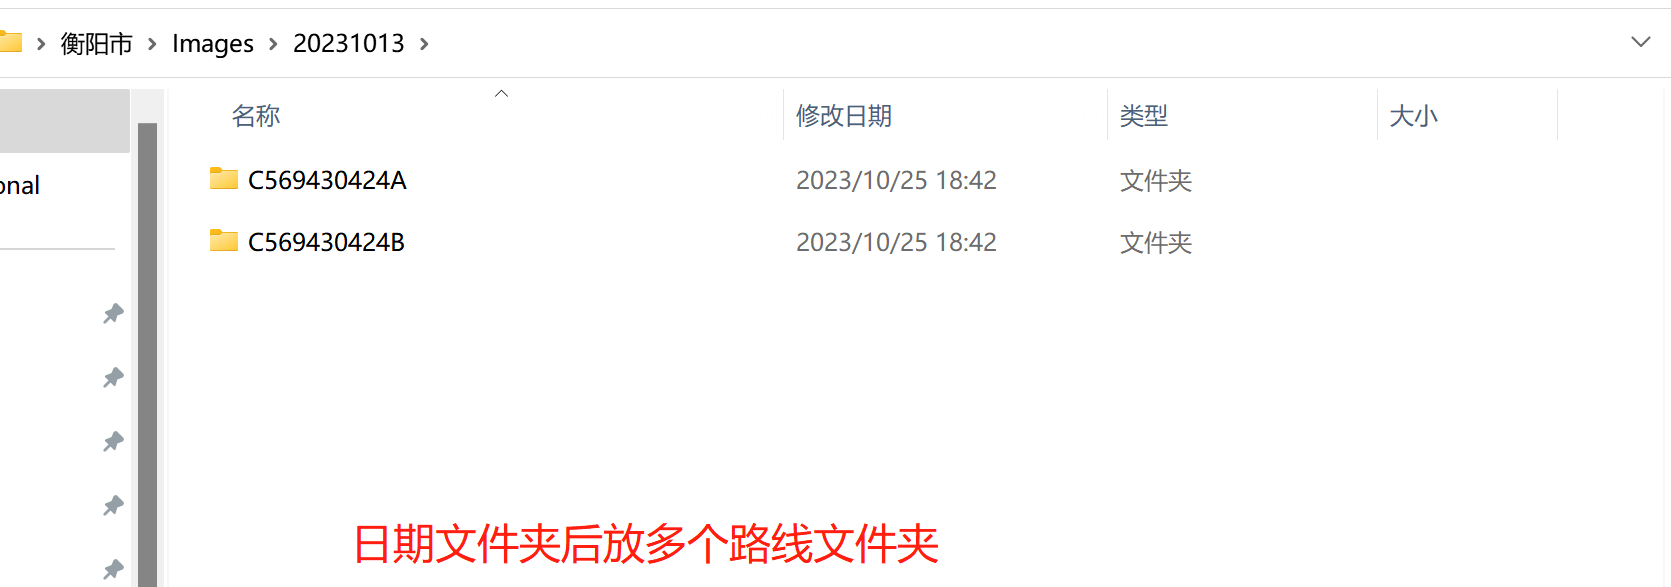 衡阳市 > Images > 20231013 >
名称 修改日期 类型 大小
C569430424A 2023/10/25 18:42 文件夹
onal
C569430424B 2023/10/25 18:42 文件夹
日期文件夹后放多个路线文件夹